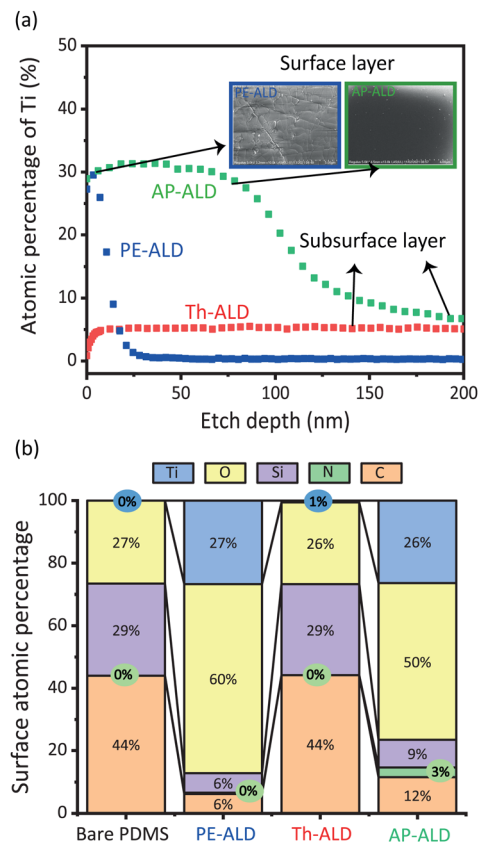 (a)
50
40
30
20
10
0
Atomic percentage of Ti (%)
Surface layer
PE-ALD
AP-ALD
AP-ALD
PE-ALD
Subsurface layer
Th-ALD
0
50
100
150
200
Etch depth (nm)
(b)
Ti
O
Si
N
C
100
80
60
40
20
0
Surface atomic percentage
0%
27%
1%
26%
27%
26%
29%
60%
29%
50%
0%
0%
44%
6%
0%
6%
44%
9%
3%
12%
Bare PDMS
PE-ALD
Th-ALD
AP-ALD